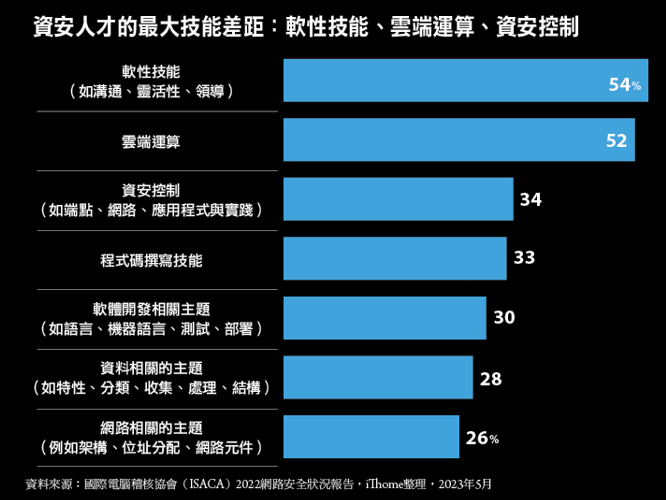 資安人才的最大技能差距：軟性技能、雲端運算、資安控制
軟性技能
（如溝通、靈活性、領導）
54%
雲端運算
52
資安控制
（如端點、網路、應用程式與實踐）
34
程式碼撰寫技能
33
軟體開發相關主題
（如語言、機器語言、測試、部署）
30
資料相關的主題
（如特性、分類、收集、處理、結構）
28
網路相關的主題
（例如架構、位址分配、網路元件）
26%
資料來源：國際電腦稽核協會（ISACA）2022網路安全狀況報告，iThome整理，2023年5月